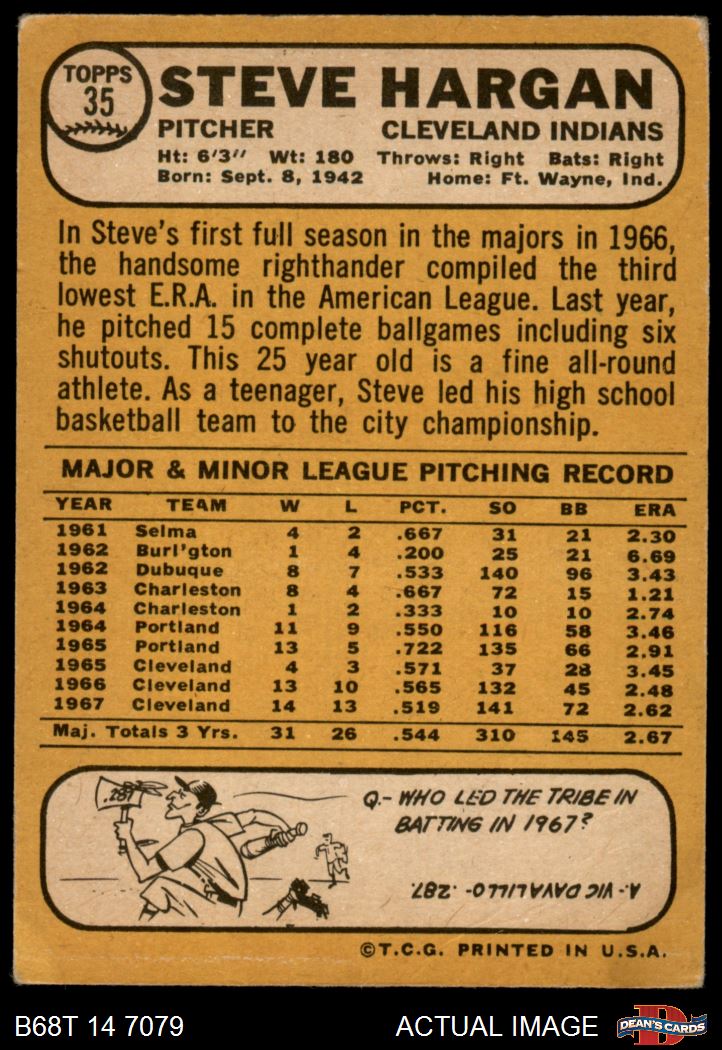 TOPPS
35
STEVE HARGAN
PITCHER CLEVELAND INDIANS
Ht: 6'3" Wt: 180 Throws: Right Bats: Right
Born: Sept. 8, 1942 Home: Ft. Wayne, Ind.
In Steve's first full season in the majors in 1966,
the handsome righthander compiled the third
lowest E.R.A. in the American League. Last year,
he pitched 15 complete ballgames including six
shutouts. This 25 year old is a fine all-round
athlete. As a teenager, Steve led his high school
basketball team to the city championship.
MAJOR & MINOR LEAGUE PITCHING RECORD
YEAR TEAM W L PCT. SO BB ERA
1961 Selma 4 2 .667 31 21 2.30
1962 Burl'gton 1 4 .200 25 21 6.69
1962 Dubuque 8 7 .533 140 96 3.43
1963 Charleston 8 4 .667 72 15 1.21
1964 Charleston 1 2 .333 10 10 2.74
1964 Portland 11 9 .550 116 58 3.46
1965 Portland 13 5 .722 135 66 2.91
1965 Cleveland 4 3 .571 37 28 3.45
1966 Cleveland 13 10 .565 132 45 2.48
1967 Cleveland 14 13 .519 141 72 2.62
Maj. Totals 3 Yrs. 31 26 .544 310 145 2.67
.287
Q.- WHO LED THE TRIBE IN
BATTING IN 1967?
A.- VIC DAVALILLO- .287.
©T.C.G. PRINTED IN U.S.A.
B68T 14 7079 ACTUAL IMAGE
D
DEAN'S CARDS